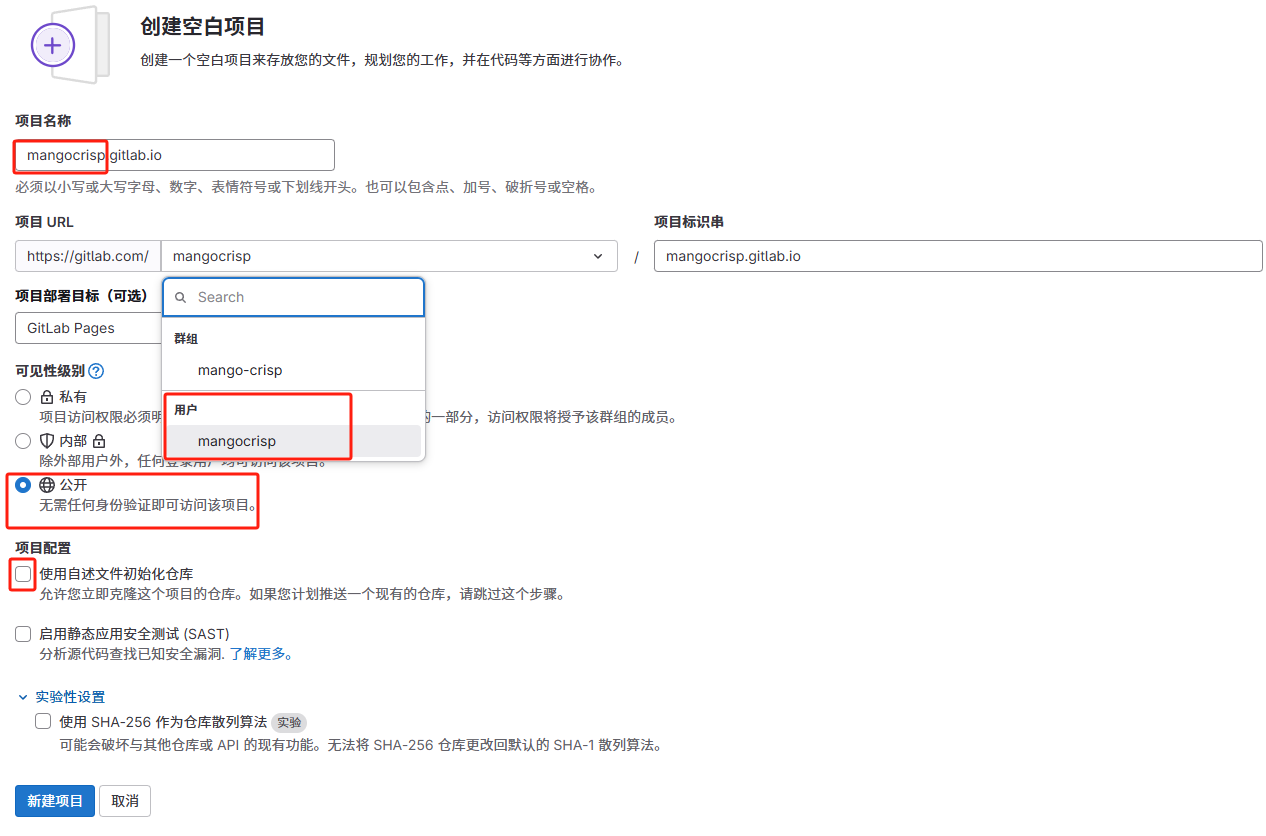 创建空白项目
创建一个空白项目来存放您的文件，规划您的工作，并在代码等方面进行协作。
项目名称
mangocrisp.gitlab.io
必须以小写或大写字母、数字、表情符号或下划线开头。也可以包含点、加号、破折号或空格。
项目 URL
项目标识串
https://gitlab.com/ mangocrisp / mangocrisp.gitlab.io
项目部署目标（可选）
Search
GitLab Pages
群组
mango-crisp
用户
mangocrisp
可见性级别
私有
项目访问权限必须明 的一部分，访问权限将授予该群组的成员。
内部
除外部用户外，任何登录用户均可访问该项目。
公开
无需任何身份验证即可访问该项目。
项目配置
使用自述文件初始化仓库
允许您立即克隆这个项目的仓库。如果您计划推送一个现有的仓库，请跳过这个步骤。
启用静态应用安全测试 (SAST)
分析源代码查找已知安全漏洞. 了解更多。
实验性设置
使用 SHA-256 作为仓库散列算法 实验
可能会破坏与其他仓库或 API 的现有功能。无法将 SHA-256 仓库更改回默认的 SHA-1 散列算法。
新建项目 取消